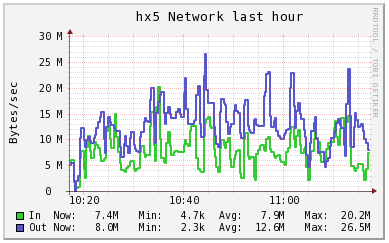 hx5 Network last hour
RRDTOOL / TOBI OETIKER
Bytes/sec
30 M
25 M
20 M
15 M
10 M
5 M
0
10:20 10:40 11:00
In Now: 7.4M Min: 4.7k Avg: 7.9M Max: 20.2M
Out Now: 8.0M Min: 2.3k Avg: 12.6M Max: 26.5M